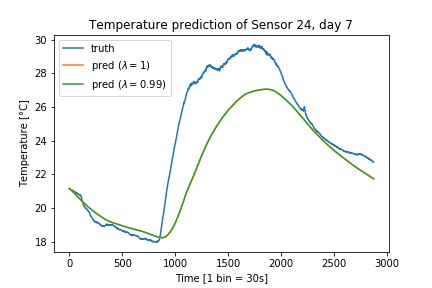 Temperature prediction of Sensor 24, day 7
truth
pred (λ = 1)
pred (λ = 0.99)
Temperature [°C]
30
28
26
24
22
20
18
0 500 1000 1500 2000 2500 3000
Time [1 bin = 30s]